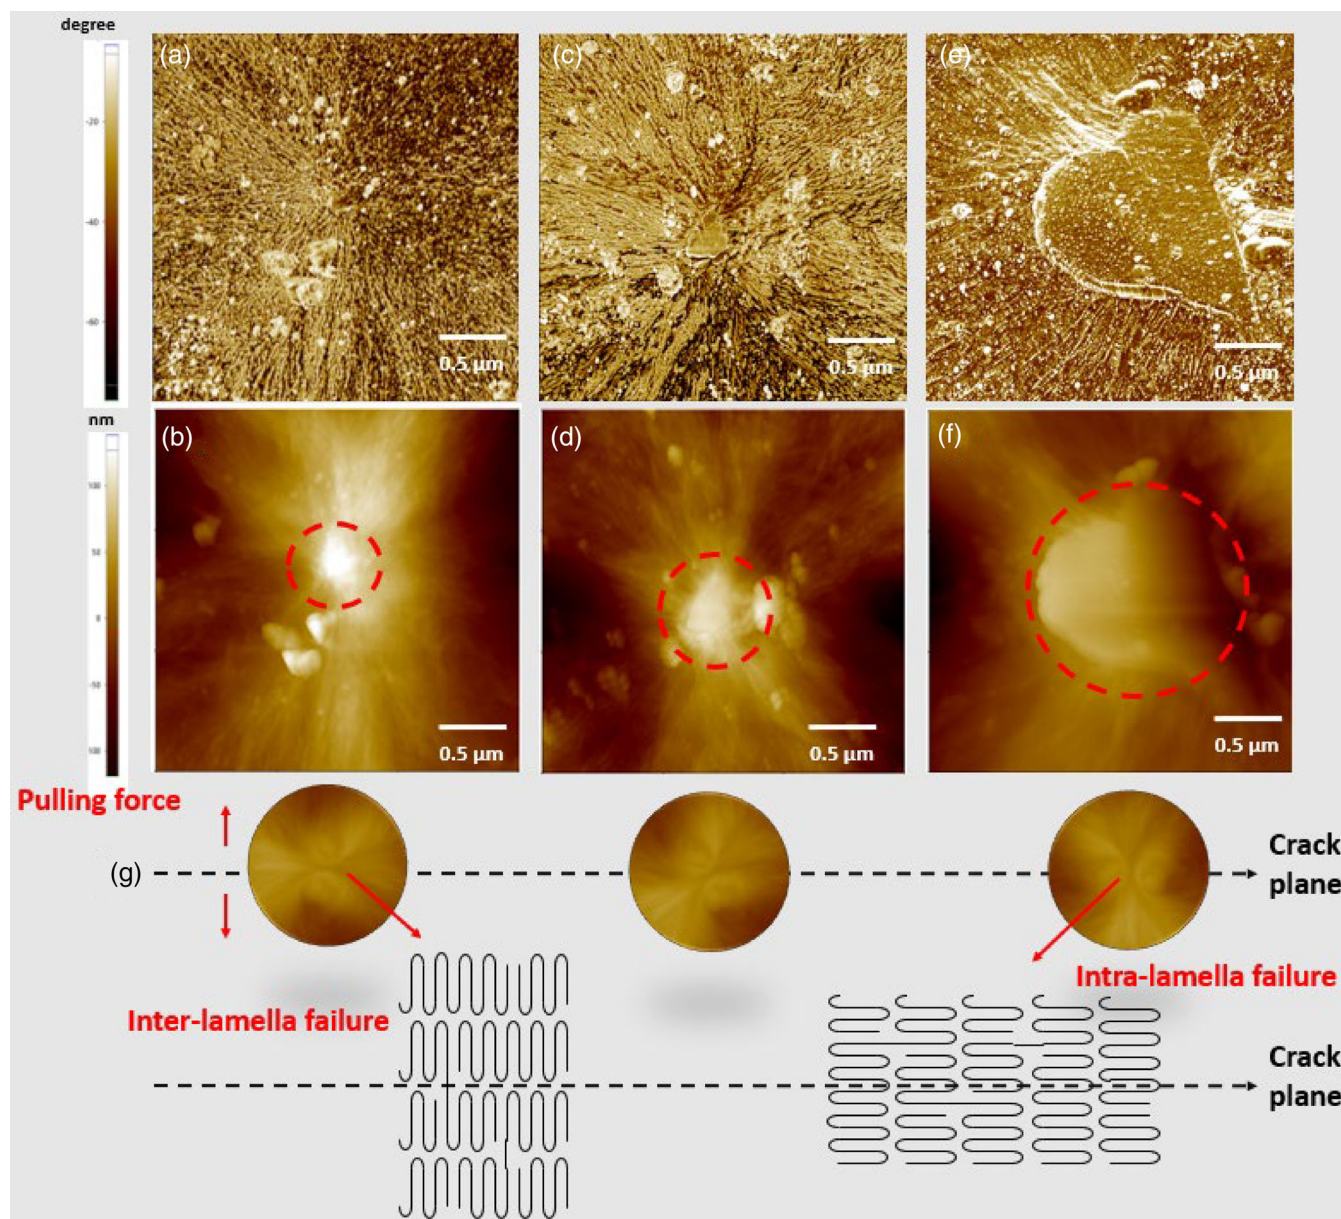 degree
(a)
(c)
(e)
-20
-40
-60
0.5 μm
0.5 μm
0.5 μm
nm
(b)
(d)
(f)
100
50
0
-50
100
0.5 μm
0.5 μm
0.5 μm
Pulling force
(g)
Crack
plane
Inter-lamella failure
Intra-lamella failure
Crack
plane